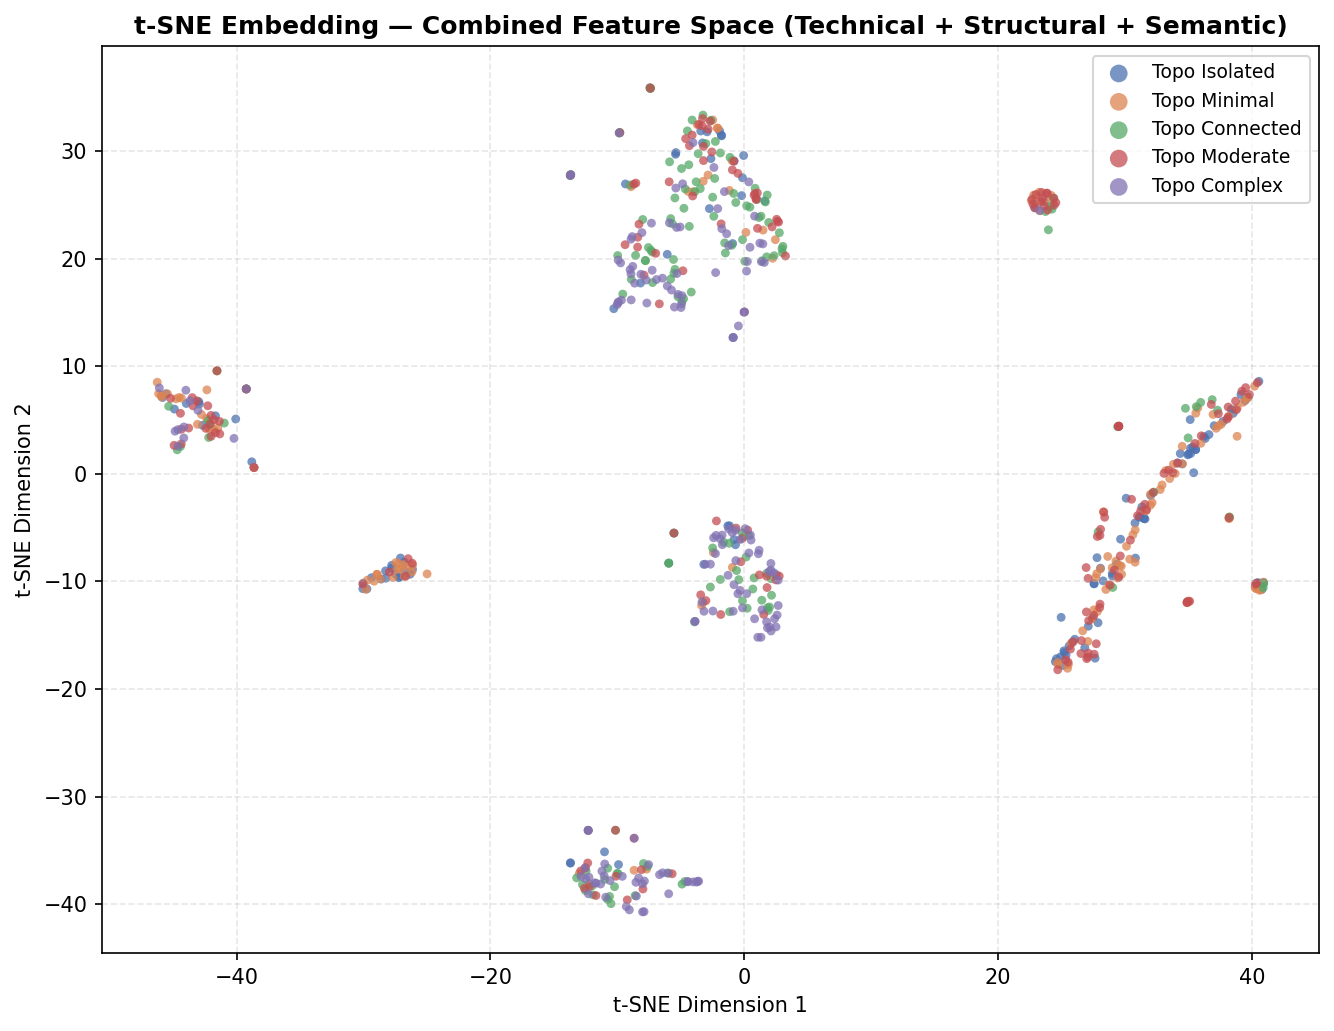 t-SNE Embedding — Combined Feature Space (Technical + Structural + Semantic)
Topo Isolated
Topo Minimal
Topo Connected
Topo Moderate
Topo Complex
t-SNE Dimension 2
30
20
10
0
−10
−20
−30
−40
−40
−20
0
20
40
t-SNE Dimension 1